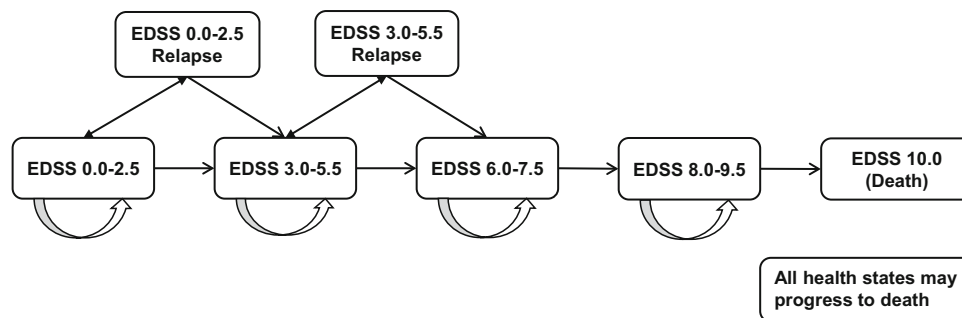 EDSS 0.0-2.5
Relapse
EDSS 3.0-5.5
Relapse
EDSS 0.0-2.5
EDSS 3.0-5.5
EDSS 6.0-7.5
EDSS 8.0-9.5
EDSS 10.0
(Death)
All health states may
progress to death